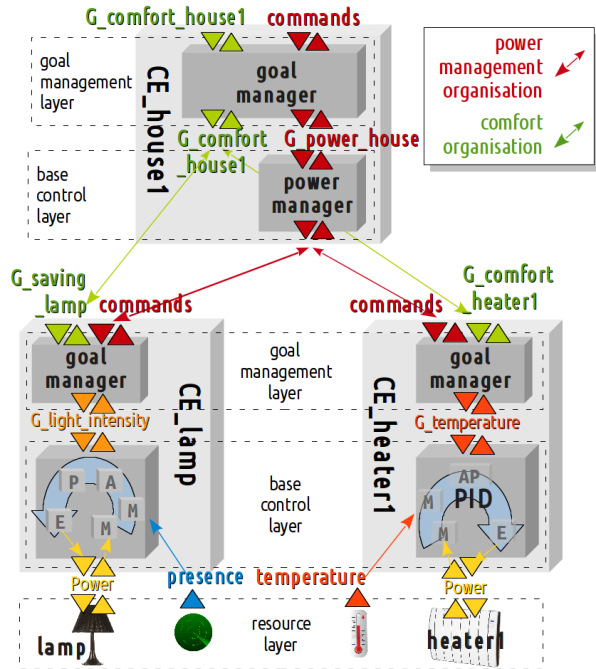 G_comfort_house1
commands
goal
management
layer
goal
manager
CE_house1
G_comfort
_house1
G_power_house
base
control
layer
power
manager
power
management
organisation
comfort
organisation
G_saving
_lamp
commands
commands
G_comfort
_heater1
goal
manager
goal
management
layer
goal
manager
CE_lamp
CE_heater1
G_light_intensity
G_temperature
P
A
E
M
M
base
control
layer
AP
PID
M
M
E
Power
presence
temperature
Power
lamp
resource
layer
heater1